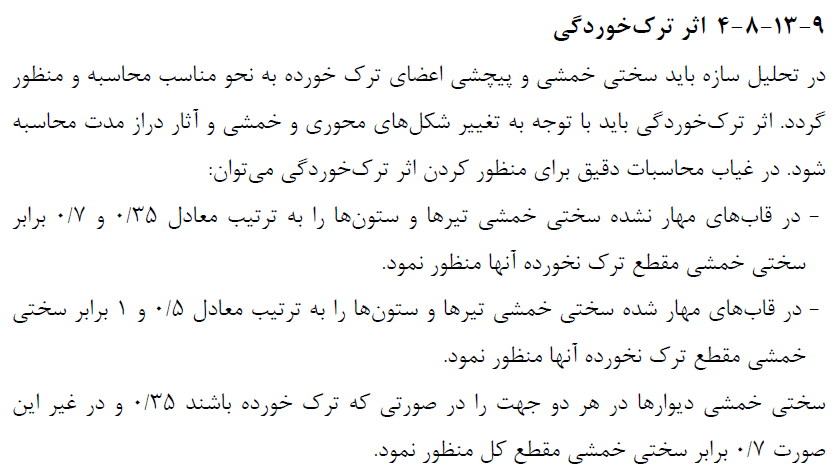 ۹-۱۳-۸-۴ اثر ترک‌خوردگی
در تحلیل سازه باید سختی خمشی و پیچشی اعضای ترک خورده به نحو مناسب محاسبه و منظور
گردد. اثر ترک‌خوردگی باید با توجه به تغییر شکل‌های محوری و خمشی و آثار دراز مدت محاسبه
شود. در غیاب محاسبات دقیق برای منظور کردن اثر ترک‌خوردگی می‌توان:
- در قاب‌های مهار نشده سختی خمشی تیرها و ستون‌ها را به ترتیب معادل ۰/۳۵ و ۰/۷ برابر
سختی خمشی مقطع ترک نخورده آنها منظور نمود.
- در قاب‌های مهار شده سختی خمشی تیرها و ستون‌ها را به ترتیب معادل ۰/۵ و ۱ برابر سختی
خمشی مقطع ترک نخورده آنها منظور نمود.
سختی خمشی دیوارها در هر دو جهت را در صورتی که ترک خورده باشند ۰/۳۵ و در غیر این
صورت ۰/۷ برابر سختی خمشی مقطع کل منظور نمود.